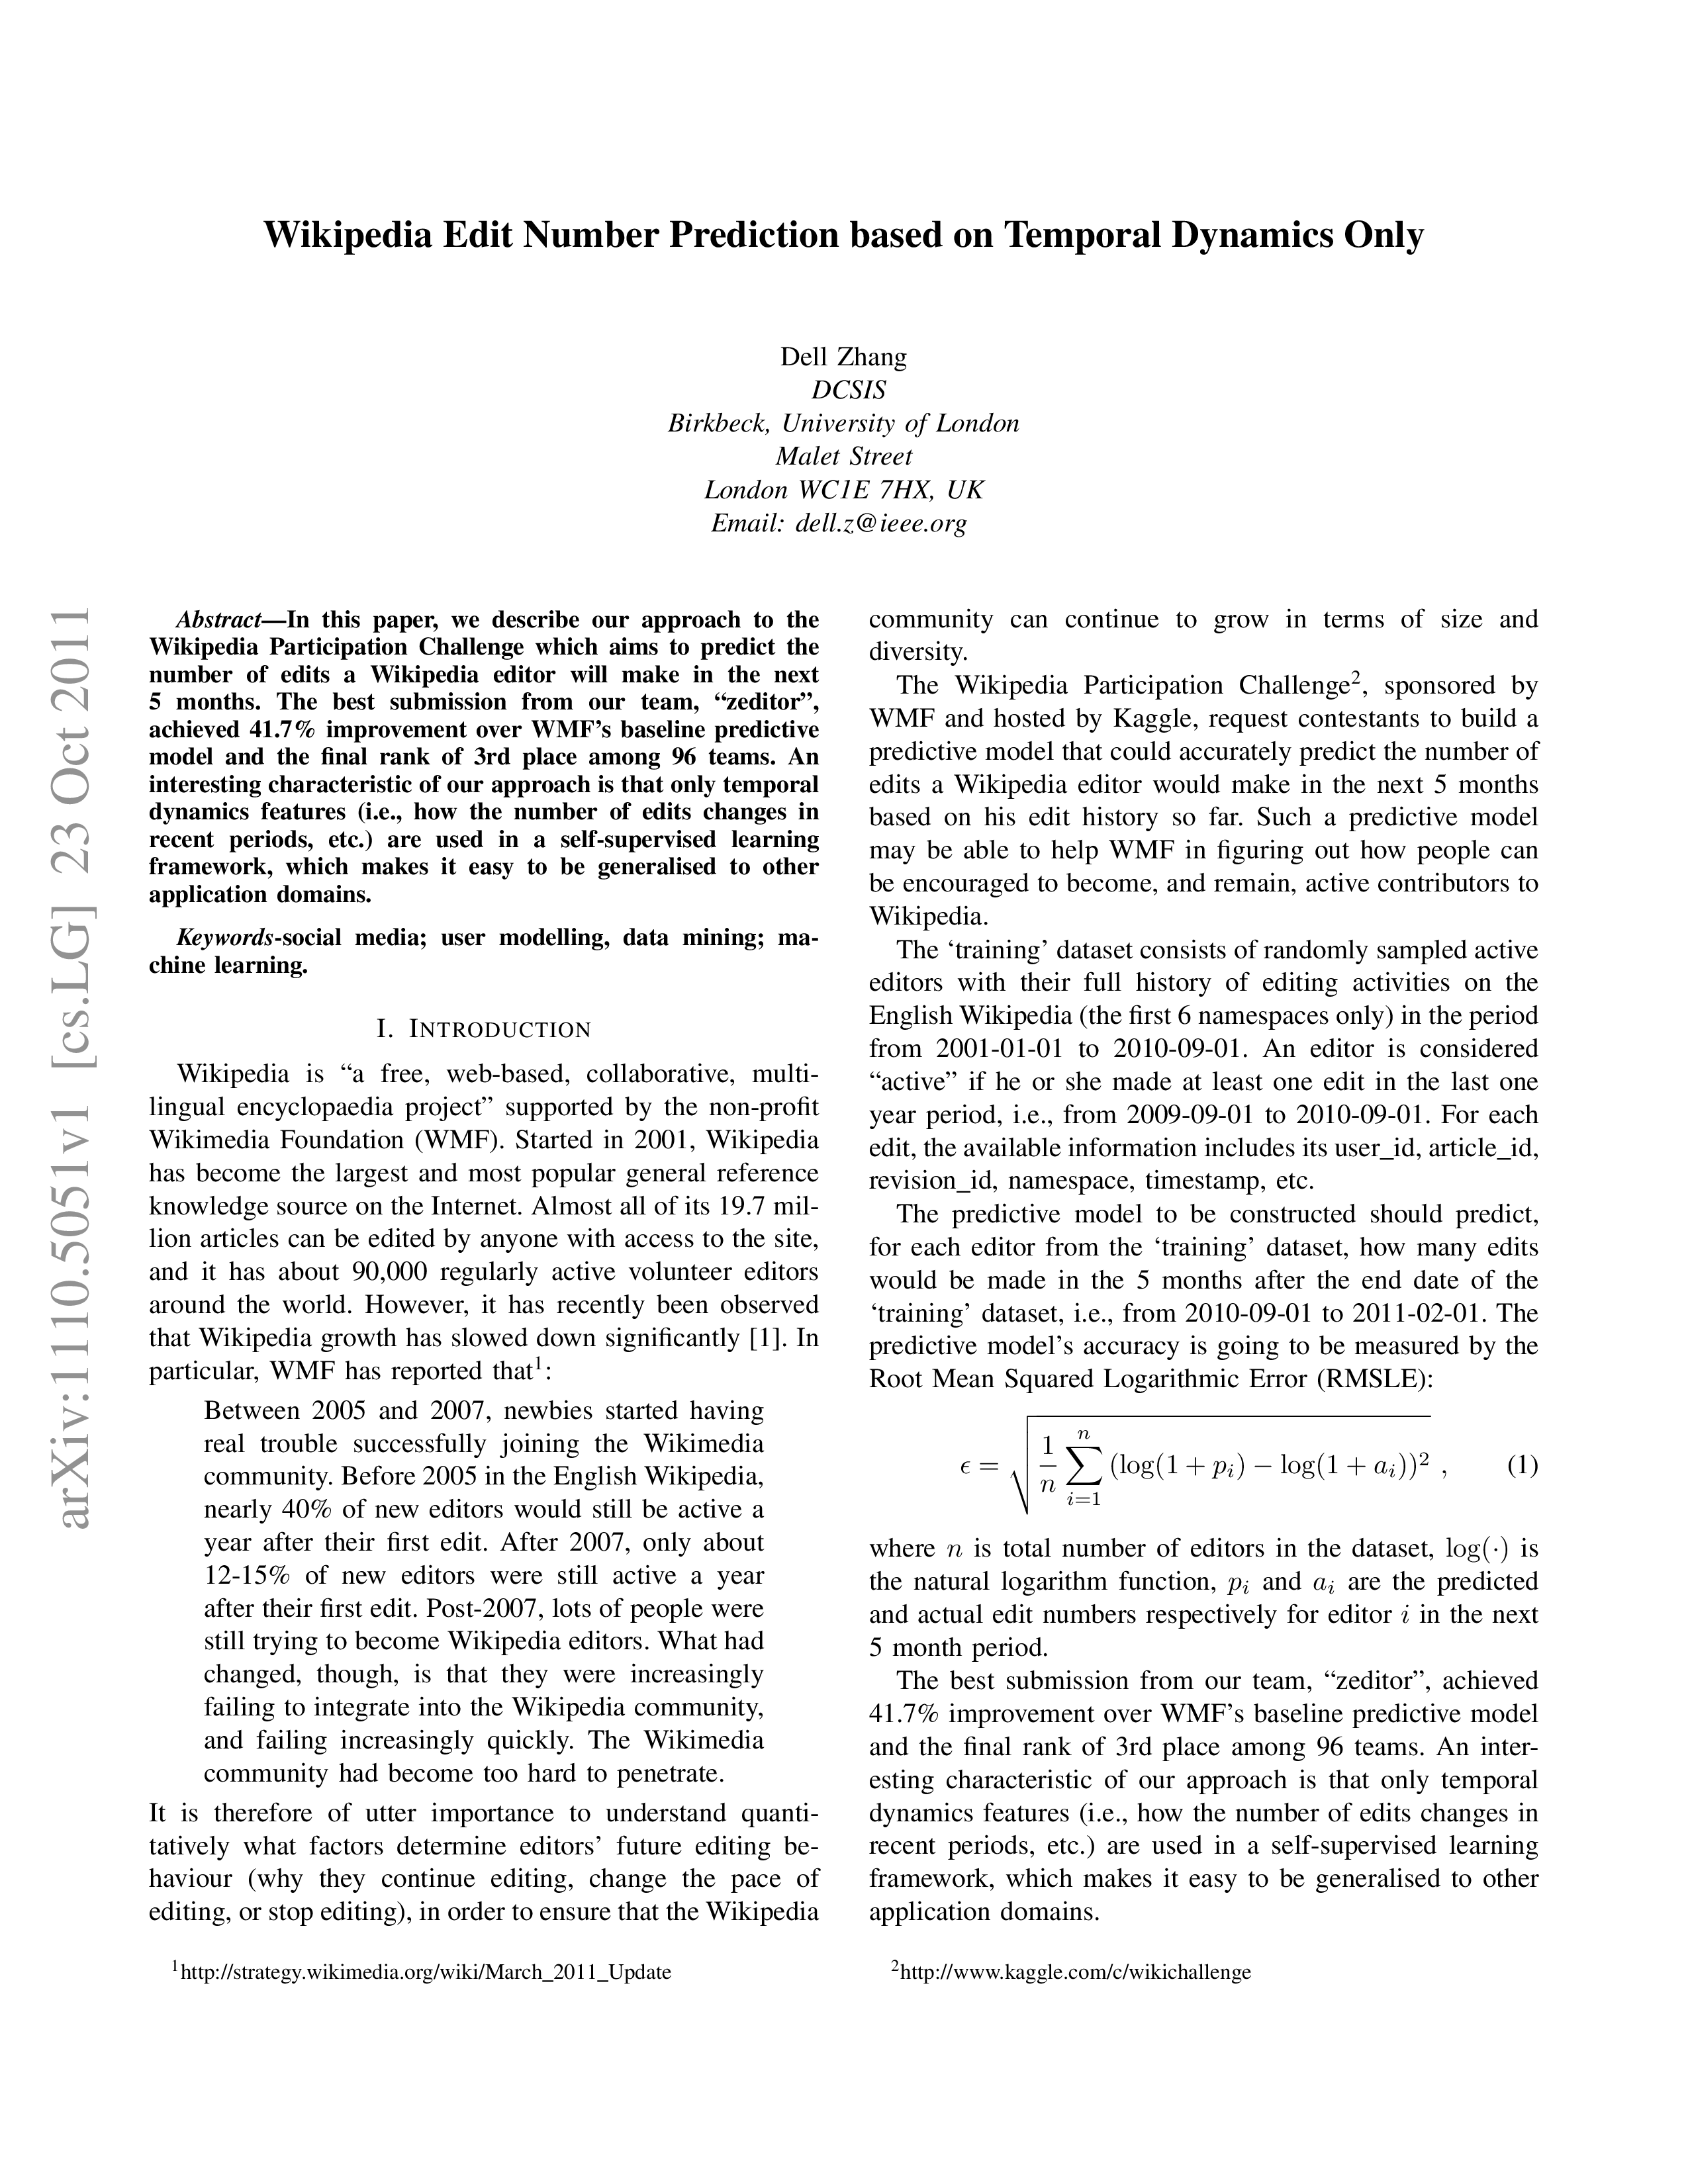 Wikipedia Edit Number Prediction based on Temporal Dynamics Only
Dell Zhang
DCSIS
Birkbeck, University of London
Malet Street
London WC1E 7HX, UK
Email: dell.z@ieee.org
arXiv:1110.5051v1 [cs.LG] 23 Oct 2011
Abstract—In this paper, we describe our approach to the
Wikipedia Participation Challenge which aims to predict the
number of edits a Wikipedia editor will make in the next
5 months. The best submission from our team, “zeditor”,
achieved 41.7% improvement over WMF’s baseline predictive
model and the final rank of 3rd place among 96 teams. An
interesting characteristic of our approach is that only temporal
dynamics features (i.e., how the number of edits changes in
recent periods, etc.) are used in a self-supervised learning
framework, which makes it easy to be generalised to other
application domains.
Keywords-social media; user modelling, data mining; ma-
chine learning.
I. INTRODUCTION
Wikipedia is “a free, web-based, collaborative, multi-
lingual encyclopaedia project” supported by the non-profit
Wikimedia Foundation (WMF). Started in 2001, Wikipedia
has become the largest and most popular general reference
knowledge source on the Internet. Almost all of its 19.7 mil-
lion articles can be edited by anyone with access to the site,
and it has about 90,000 regularly active volunteer editors
around the world. However, it has recently been observed
that Wikipedia growth has slowed down significantly [1]. In
particular, WMF has reported that1:
Between 2005 and 2007, newbies started having
real trouble successfully joining the Wikimedia
community. Before 2005 in the English Wikipedia,
nearly 40% of new editors would still be active a
year after their first edit. After 2007, only about
12-15% of new editors were still active a year
after their first edit. Post-2007, lots of people were
still trying to become Wikipedia editors. What had
changed, though, is that they were increasingly
failing to integrate into the Wikipedia community,
and failing increasingly quickly. The Wikimedia
community had become too hard to penetrate.
It is therefore of utter importance to understand quanti-
tatively what factors determine editors’ future editing be-
haviour (why they continue editing, change the pace of
editing, or stop editing), in order to ensure that the Wikipedia
1http://strategy.wikimedia.org/wiki/March_2011_Update
community can continue to grow in terms of size and
diversity.
The Wikipedia Participation Challenge2, sponsored by
WMF and hosted by Kaggle, request contestants to build a
predictive model that could accurately predict the number of
edits a Wikipedia editor would make in the next 5 months
based on his edit history so far. Such a predictive model
may be able to help WMF in figuring out how people can
be encouraged to become, and remain, active contributors to
Wikipedia.
The ‘training’ dataset consists of randomly sampled active
editors with their full history of editing activities on the
English Wikipedia (the first 6 namespaces only) in the period
from 2001-01-01 to 2010-09-01. An editor is considered
“active” if he or she made at least one edit in the last one
year period, i.e., from 2009-09-01 to 2010-09-01. For each
edit, the available information includes its user_id, article_id,
revision_id, namespace, timestamp, etc.
The predictive model to be constructed should predict,
for each editor from the ‘training’ dataset, how many edits
would be made in the 5 months after the end date of the
‘training’ dataset, i.e., from 2010-09-01 to 2011-02-01. The
predictive model’s accuracy is going to be measured by the
Root Mean Squared Logarithmic Error (RMSLE):
ϵ = √(1/n ∑_{i=1}^{n} (log(1 + p_i) − log(1 + a_i))²) , (1)
where n is total number of editors in the dataset, log(·) is
the natural logarithm function, p_i and a_i are the predicted
and actual edit numbers respectively for editor i in the next
5 month period.
The best submission from our team, “zeditor”, achieved
41.7% improvement over WMF’s baseline predictive model
and the final rank of 3rd place among 96 teams. An inter-
esting characteristic of our approach is that only temporal
dynamics features (i.e., how the number of edits changes in
recent periods, etc.) are used in a self-supervised learning
framework, which makes it easy to be generalised to other
application domains.
2http://www.kaggle.com/c/wikichallenge